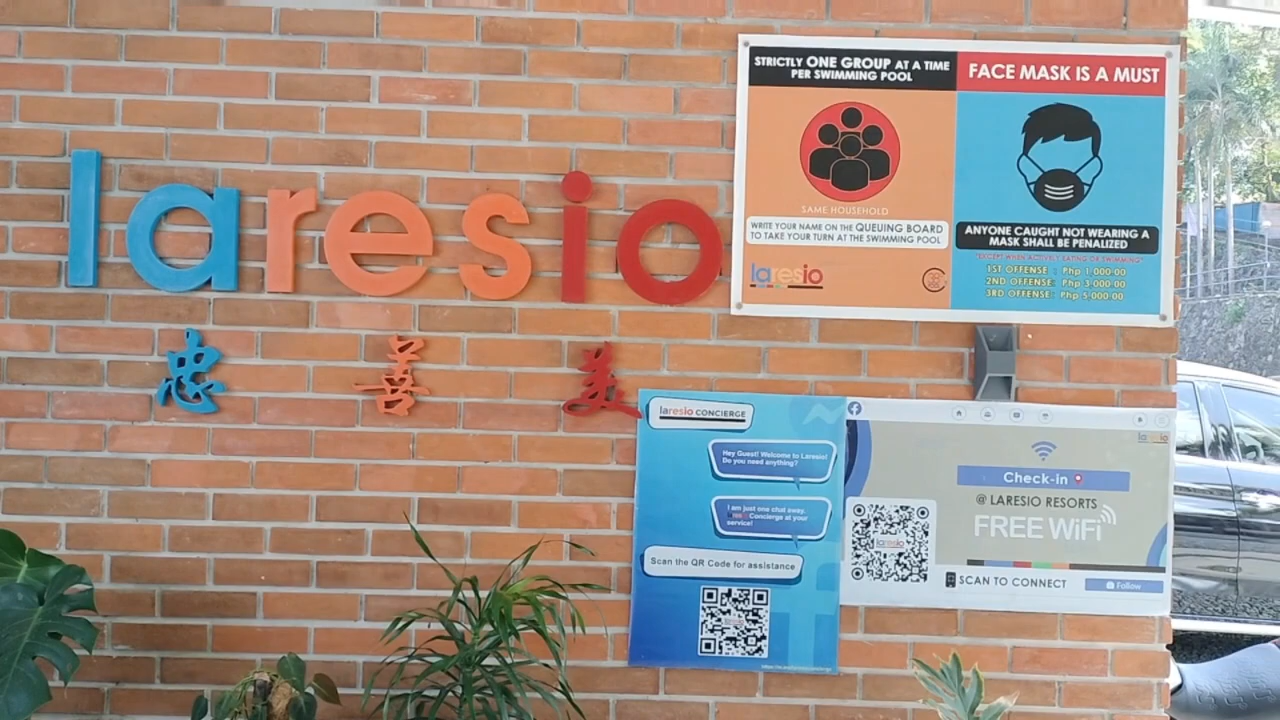 laresio
忠 善 美
STRICTLY ONE GROUP AT A TIME
PER SWIMMING POOL
SAME HOUSEHOLD
WRITE YOUR NAME ON THE QUEUING BOARD
TO TAKE YOUR TURN AT THE SWIMMING POOL
laresio
FACE MASK IS A MUST
ANYONE CAUGHT NOT WEARING A
MASK SHALL BE PENALIZED
*EXCEPT WHEN ACTIVELY EATING OR SWIMMING*
1ST OFFENSE : Php 1,000.00
2ND OFFENSE: Php 3,000.00
3RD OFFENSE: Php 5,000.00
laresio CONCIERGE
Hey Guest! Welcome to Laresio!
Do you need anything?
I am just one chat away,
laresio Concierge at your
service!
Scan the QR Code for assistance
laresio
Check-in
@ LARESIO RESORTS
FREE WiFi
laresio
SCAN TO CONNECT
Follow